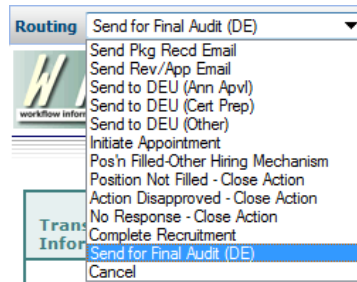 Routing Send for Final Audit (DE)
Send Pkg Recd Email
Send Rev/App Email
Send to DEU (Ann Apvl)
Send to DEU (Cert Prep)
Send to DEU (Other)
workflow infor
Initiate Appointment
Pos'n Filled-Other Hiring Mechanism
Position Not Filled - Close Action
Action Disapproved - Close Action
No Response - Close Action
Trans
Complete Recruitment
Infor
Send for Final Audit (DE)
Cancel